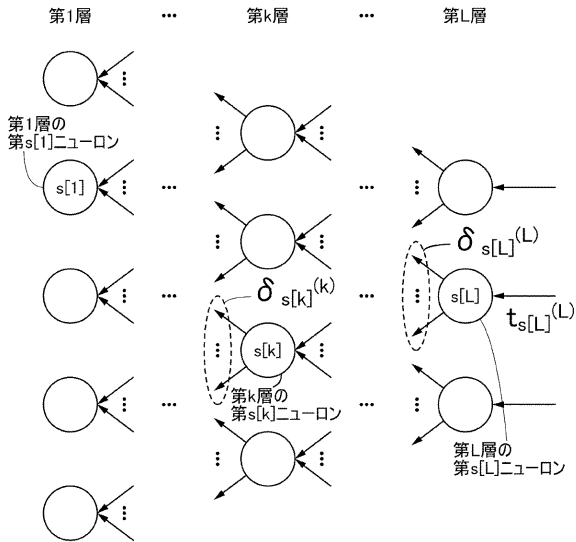 第1層 … 第k層 … 第L層
第1層の
第s[1]ニューロン
s[1]
δs[L](L)
δs[k](k)
s[L]
ts[L](L)
s[k]
第k層の
第s[k]ニューロン
第L層の
第s[L]ニューロン